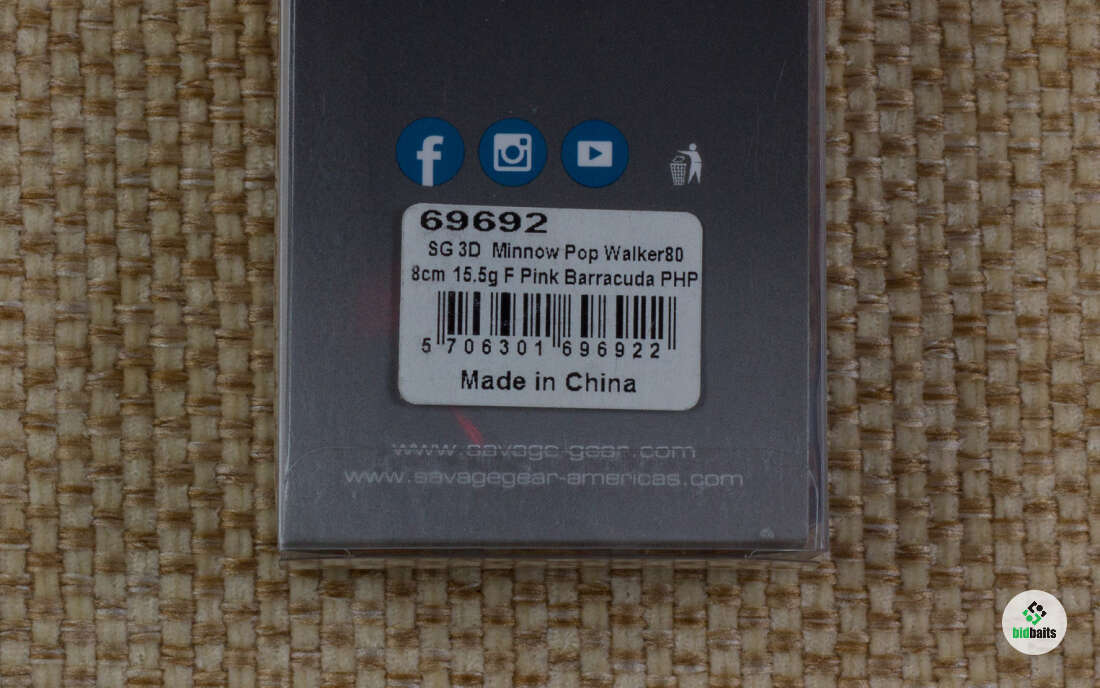 69692
SG 3D Minnow Pop Walker80
8cm 15.5g F Pink Barracuda PHP
5 706301 696922
Made in China
www.savage-gear.com
www.savagegear-americas.com
bidbaits